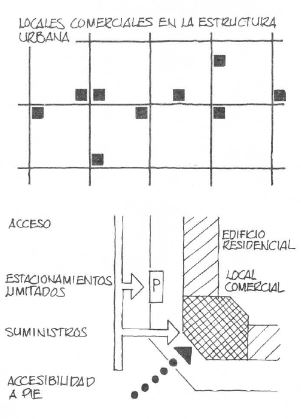 LOCALES COMERCIALES EN LA ESTRUCTURA
URBANA
ACCESO
EDIFICIO
RESIDENCIAL
ESTACIONAMIENTOS
LIMITADOS
P
LOCAL
COMERCIAL
SUMINISTROS
ACCESIBILIDAD
A PIE